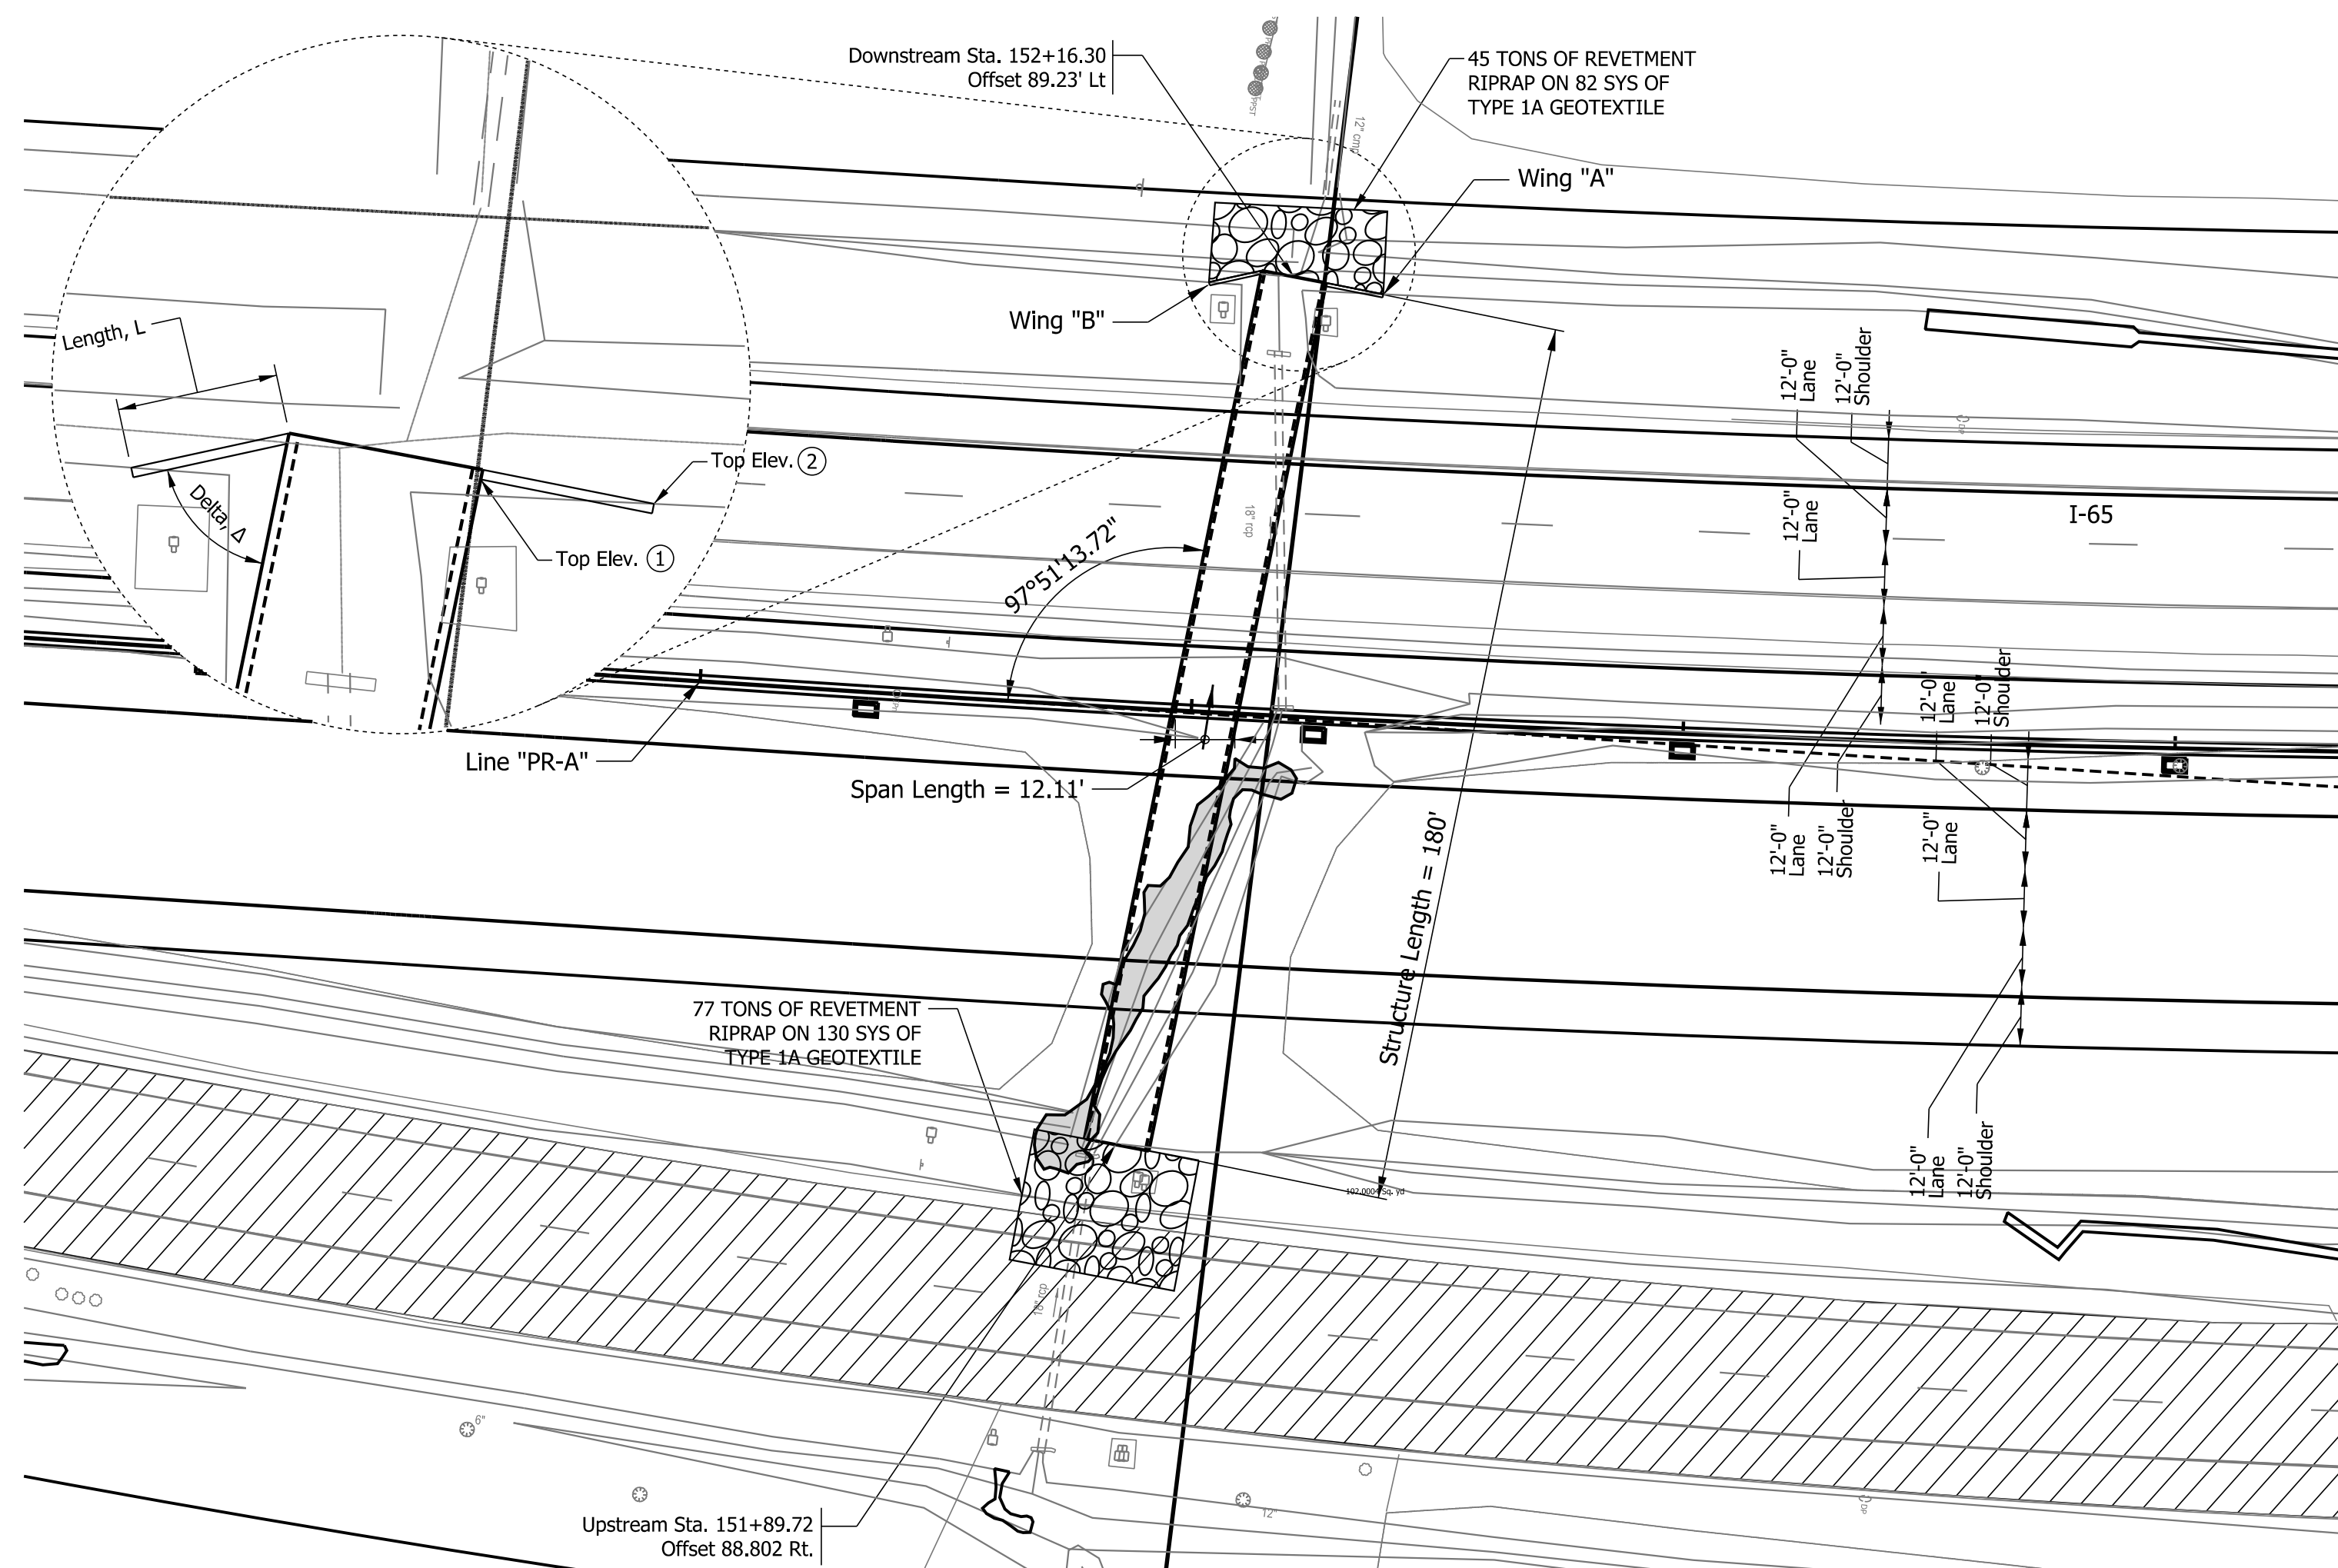 Downstream Sta. 152+16.30
Offset 89.23' Lt
45 TONS OF REVETMENT
RIPRAP ON 82 SYS OF
TYPE 1A GEOTEXTILE
12" cmp
Wing "A"
Wing "B"
Length, L
Delta, Δ
Top Elev. 2
Top Elev. 1
18" rcp
97°51'13.72"
12'-0"
Lane
12'-0"
Shoulder
12'-0"
Lane
I-65
Line "PR-A"
Span Length = 12.11'
12'-0"
Lane
12'-0"
Shoulder
12'-0"
Lane
12'-0"
Shoulder
12'-0"
Lane
Structure Length = 180'
77 TONS OF REVETMENT
RIPRAP ON 130 SYS OF
TYPE 1A GEOTEXTILE
12'-0"
Lane
12'-0"
Shoulder
102.0004 Sq. yd
18" rcp
6"
12"
Upstream Sta. 151+89.72
Offset 88.802 Rt.